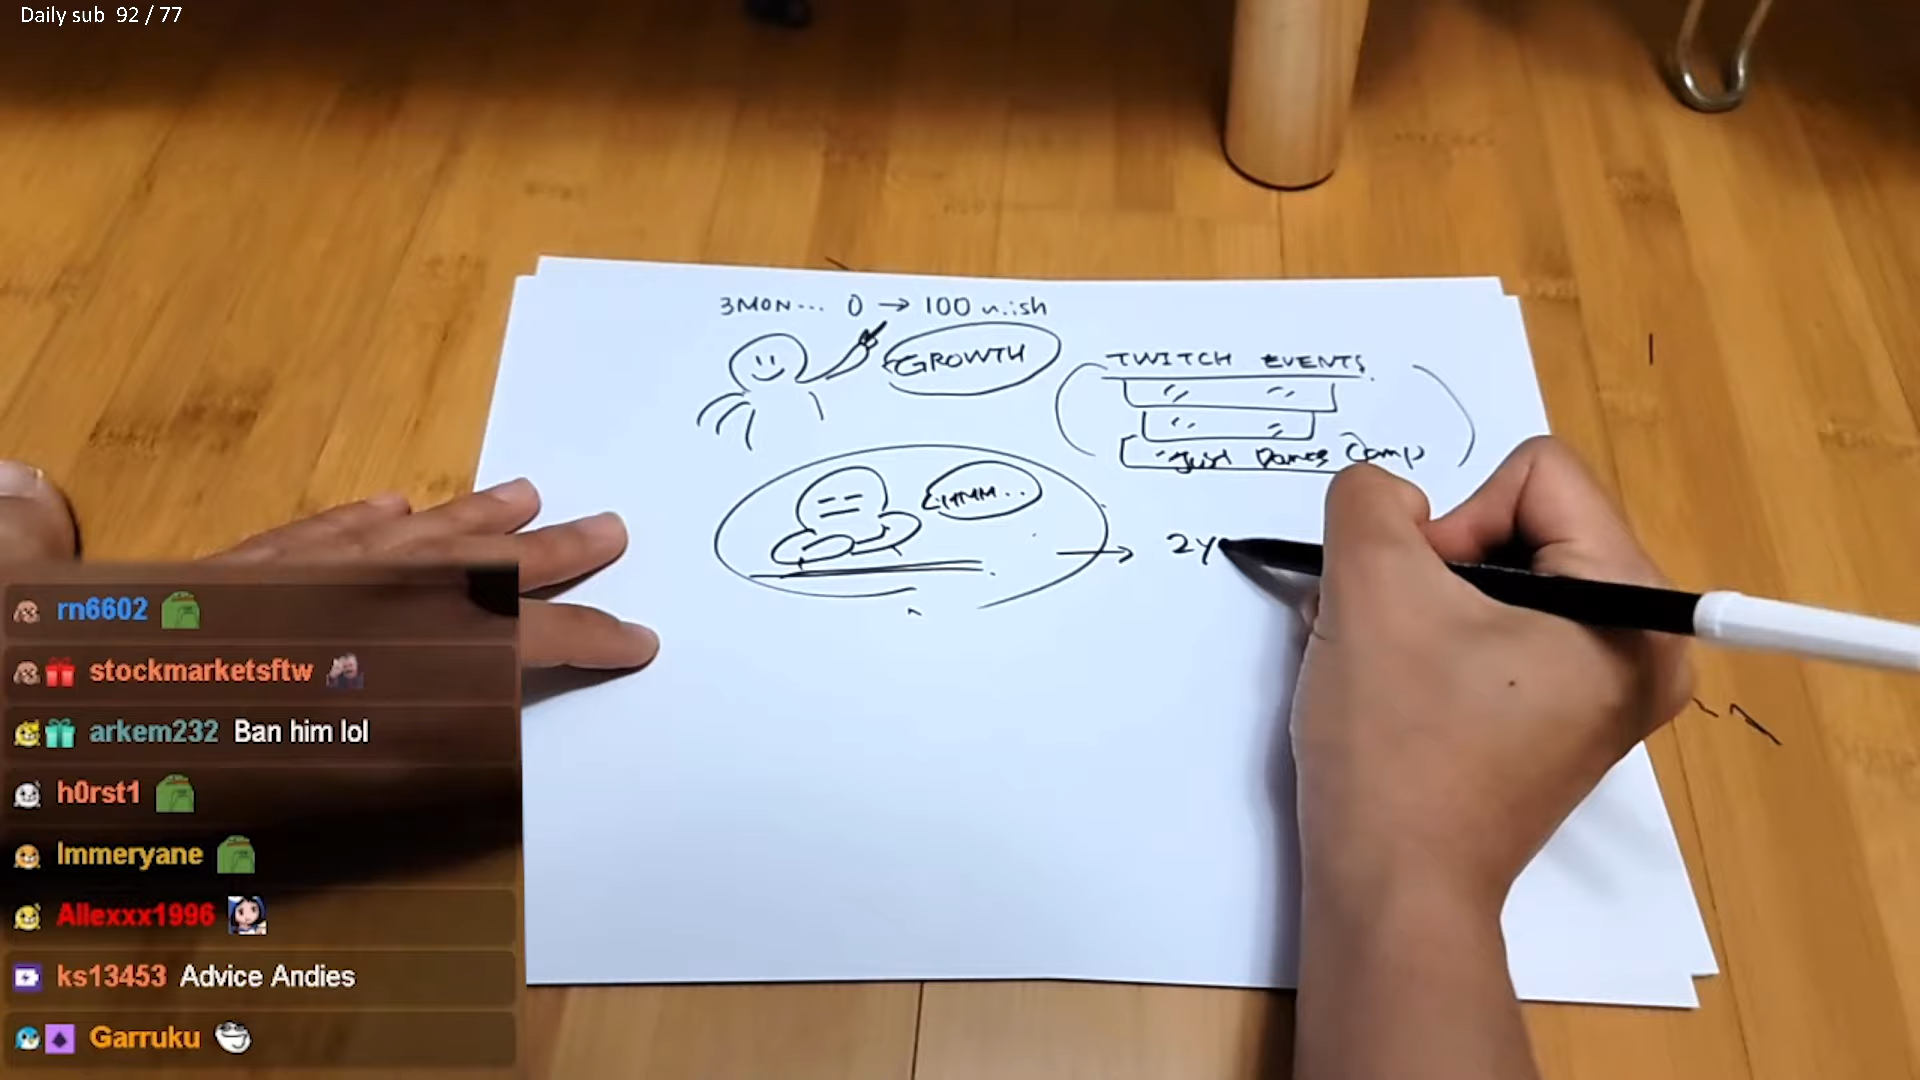 Daily sub 92 / 77
3MON... 0 → 100 u.ish
GROWTH
TWITCH EVENTS
Just Dance Comp
HMM..
→ 2y
rn6602
stockmarketsftw
arkem232 Ban him lol
h0rst1
Immeryane
Allexxx1996
ks13453 Advice Andies
Garruku